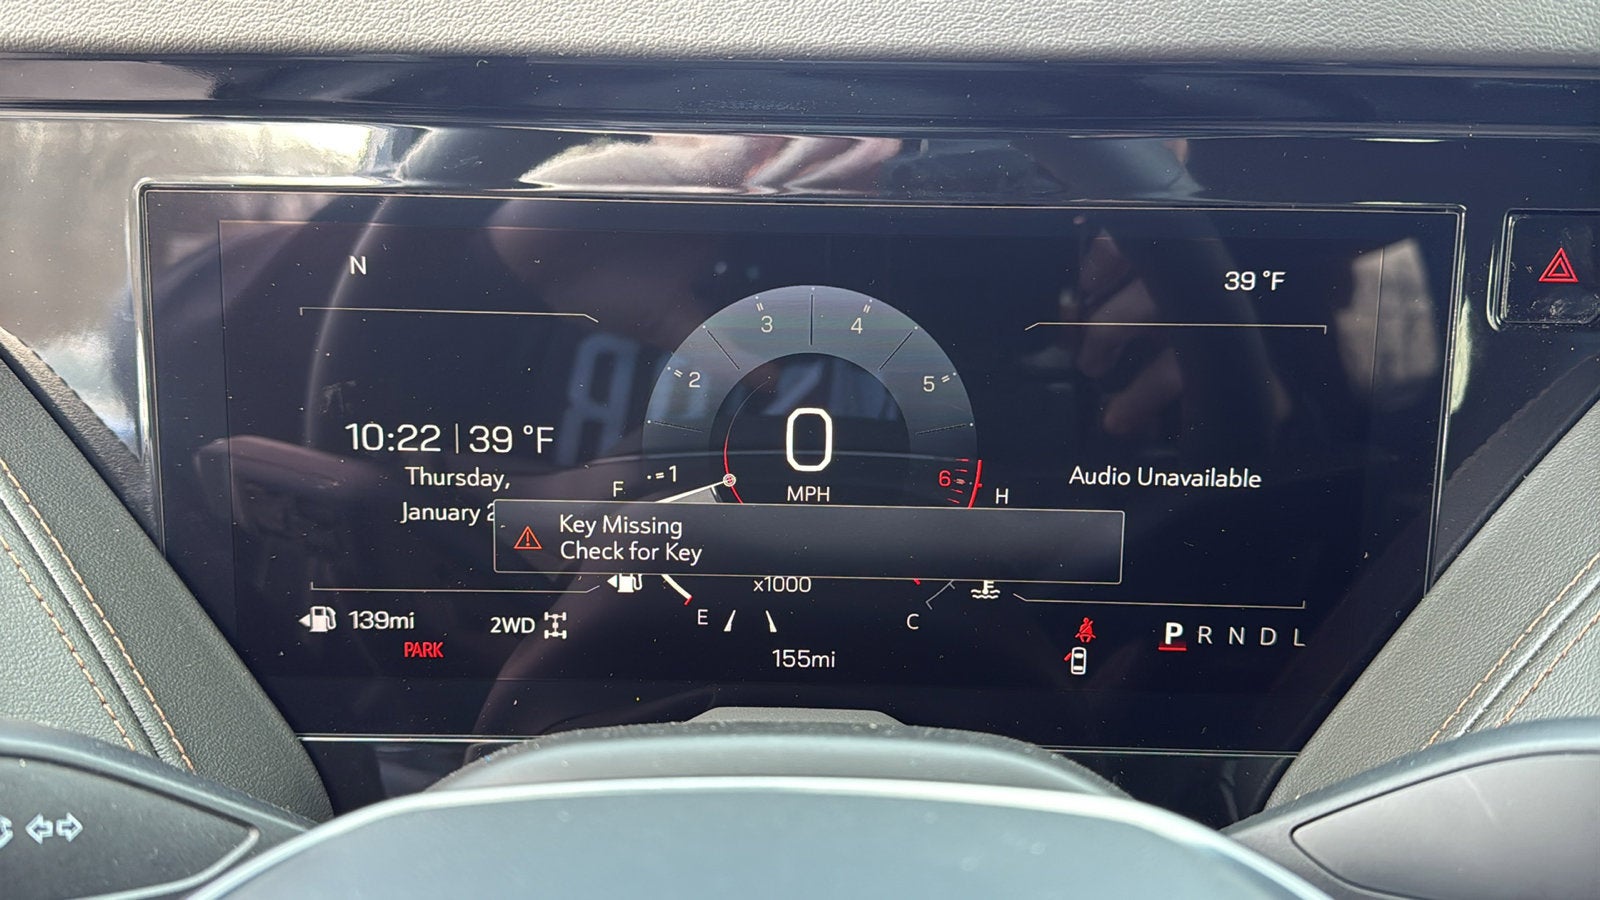 N
39 °F
3
4
2
5
10:22 | 39 °F
0
Thursday,
1
6
Audio Unavailable
F
MPH
H
January
Key Missing
Check for Key
x1000
139mi
2WD
E
C
P R N D L
PARK
155mi